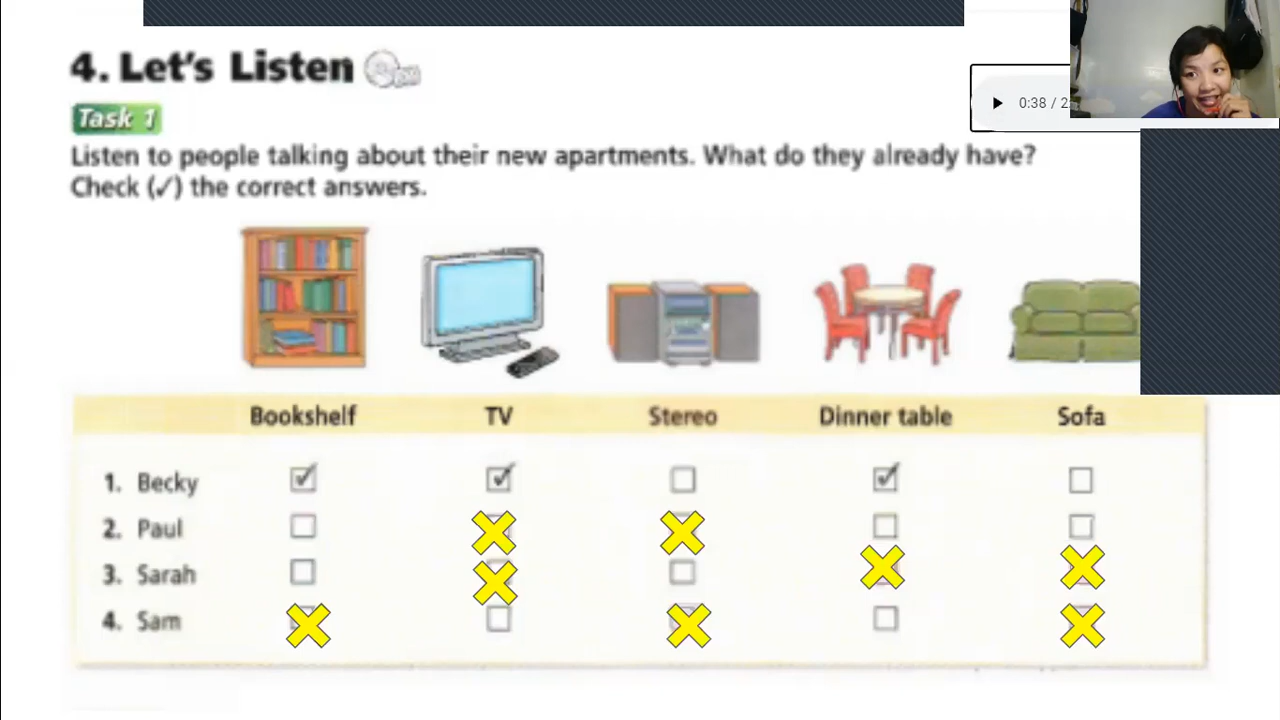 4. Let's Listen
0:38 / 2
Task 1
Listen to people talking about their new apartments. What do they already have?
Check (✓) the correct answers.
Bookshelf TV Stereo Dinner table Sofa
1. Becky
2. Paul
3. Sarah
4. Sam